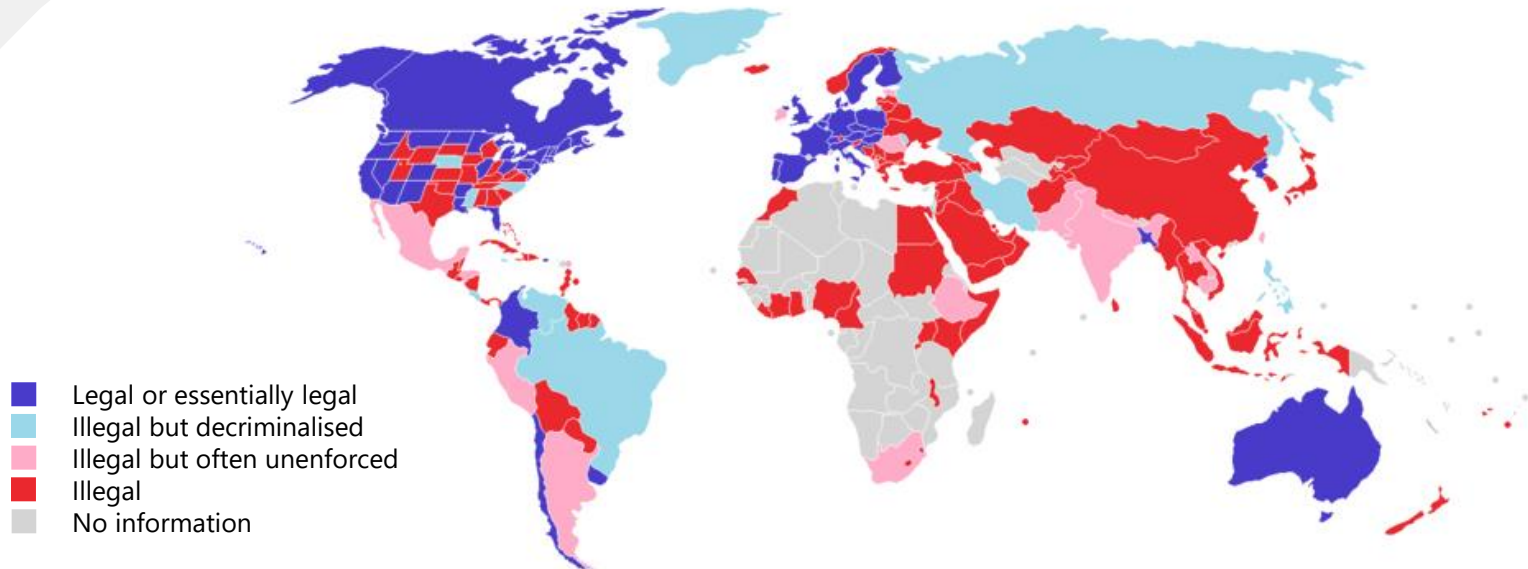 Legal or essentially legal
Illegal but decriminalised
Illegal but often unenforced
Illegal
No information